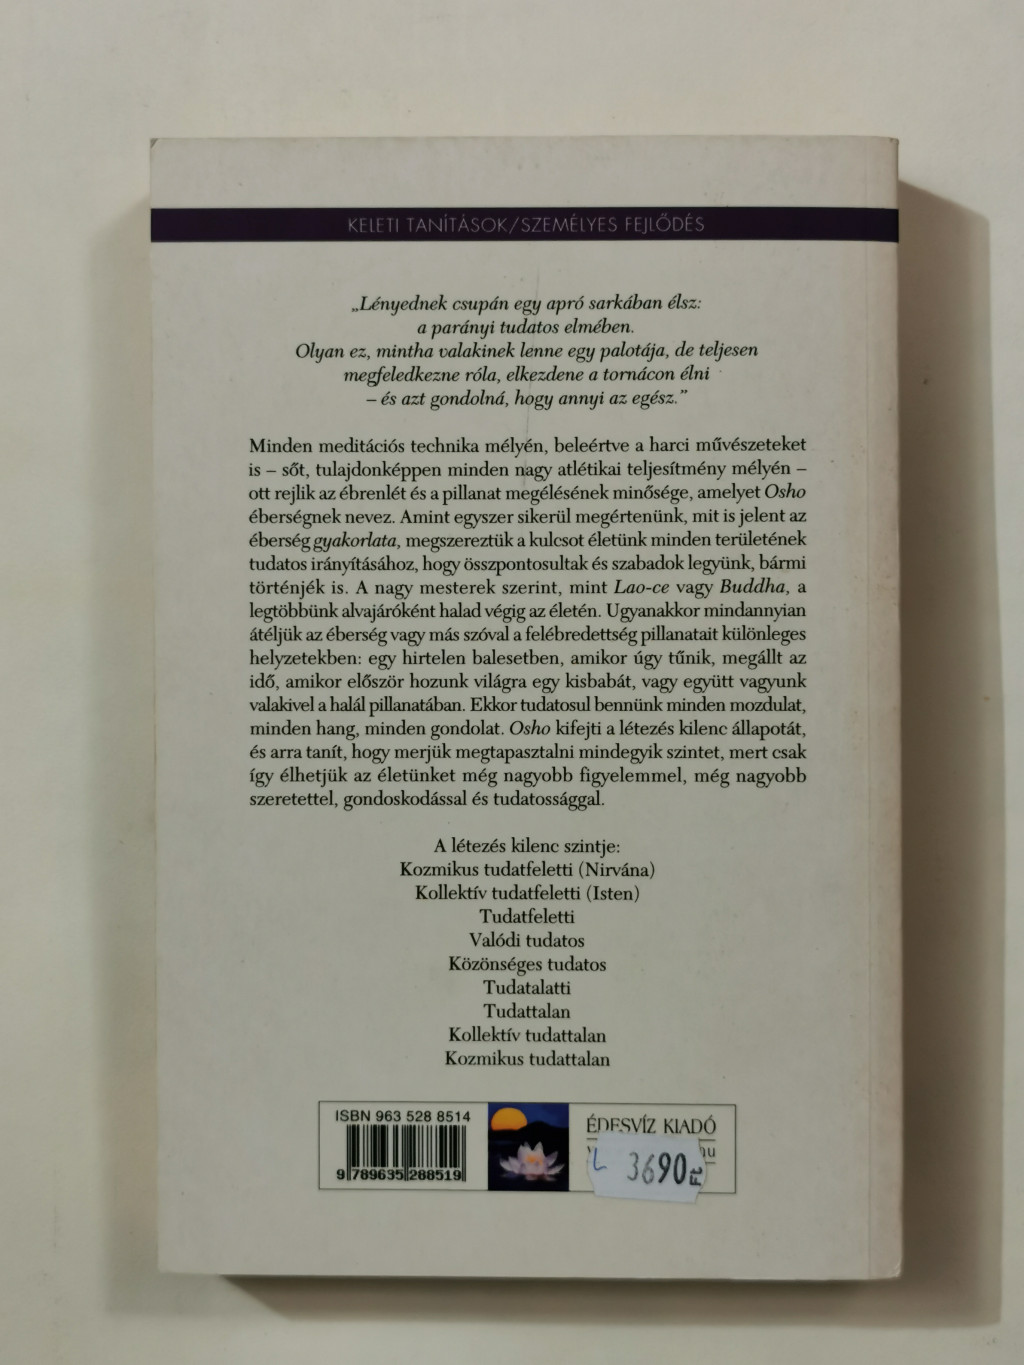 KELETI TANÍTÁSOK/SZEMÉLYES FEJLŐDÉS
„Lényednek csupán egy apró sarkában élsz:
a parányi tudatos elmében.
Olyan ez, mintha valakinek lenne egy palotája, de teljesen
megfeledkezne róla, elkezdene a tornácon élni
– és azt gondolná, hogy annyi az egész.”
Minden meditációs technika mélyén, beleértve a harci művészeteket
is – sőt, tulajdonképpen minden nagy atlétikai teljesítmény mélyén –
ott rejlik az ébrenlét és a pillanat megélésének minősége, amelyet Osho
éberségnek nevez. Amint egyszer sikerül megértenünk, mit is jelent az
éberség gyakorlata, megszereztük a kulcsot életünk minden területének
tudatos irányításához, hogy összpontosultak és szabadok legyünk, bármi
történjék is. A nagy mesterek szerint, mint Lao-ce vagy Buddha, a
legtöbbünk alvajáróként halad végig az életén. Ugyanakkor mindannyian
átéljük az éberség vagy más szóval a felébredettség pillanatait különleges
helyzetekben: egy hirtelen balesetben, amikor úgy tűnik, megállt az
idő, amikor először hozunk világra egy kisbabát, vagy együtt vagyunk
valakivel a halál pillanatában. Ekkor tudatosul bennünk minden mozdulat,
minden hang, minden gondolat. Osho kifejti a létezés kilenc állapotát,
és arra tanít, hogy merjük megtapasztalni mindegyik szintet, mert csak
így élhetjük az életünket még nagyobb figyelemmel, még nagyobb
szeretettel, gondoskodással és tudatossággal.
A létezés kilenc szintje:
Kozmikus tudatfeletti (Nirvána)
Kollektív tudatfeletti (Isten)
Tudatfeletti
Valódi tudatos
Közönséges tudatos
Tudatalatti
Tudattalan
Kollektív tudattalan
Kozmikus tudattalan
ISBN 963 528 8514
9 789635 288519
ÉDESVÍZ KIADÓ
L 3690 Ft